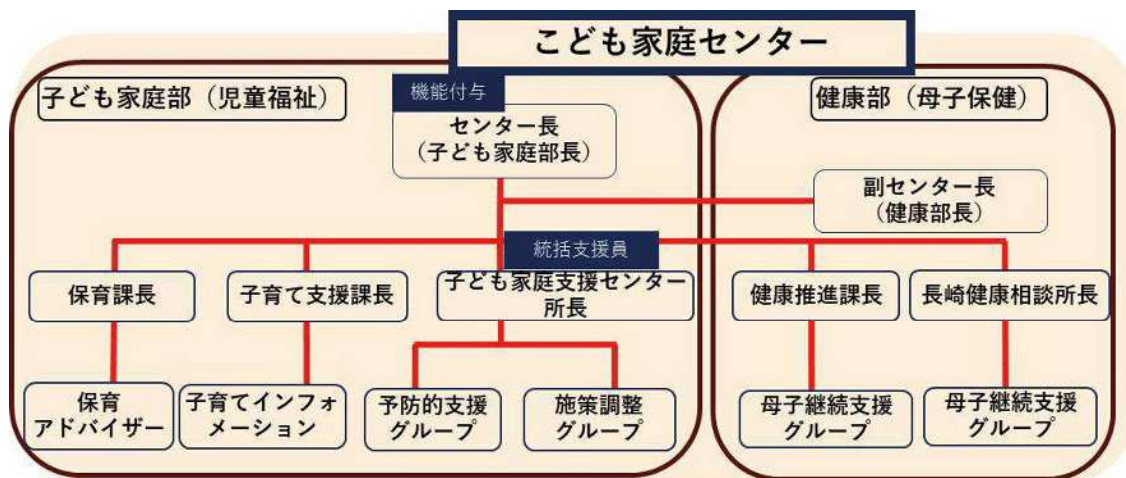 こども家庭センター
子ども家庭部（児童福祉）
健康部（母子保健）
機能付与
センター長
（子ども家庭部長）
副センター長
（健康部長）
統括支援員
保育課長
子育て支援課長
子ども家庭支援センター
所長
健康推進課長
長崎健康相談所長
保育
アドバイザー
子育てインフォ
メーション
予防的支援
グループ
施策調整
グループ
母子継続支援
グループ
母子継続支援
グループ